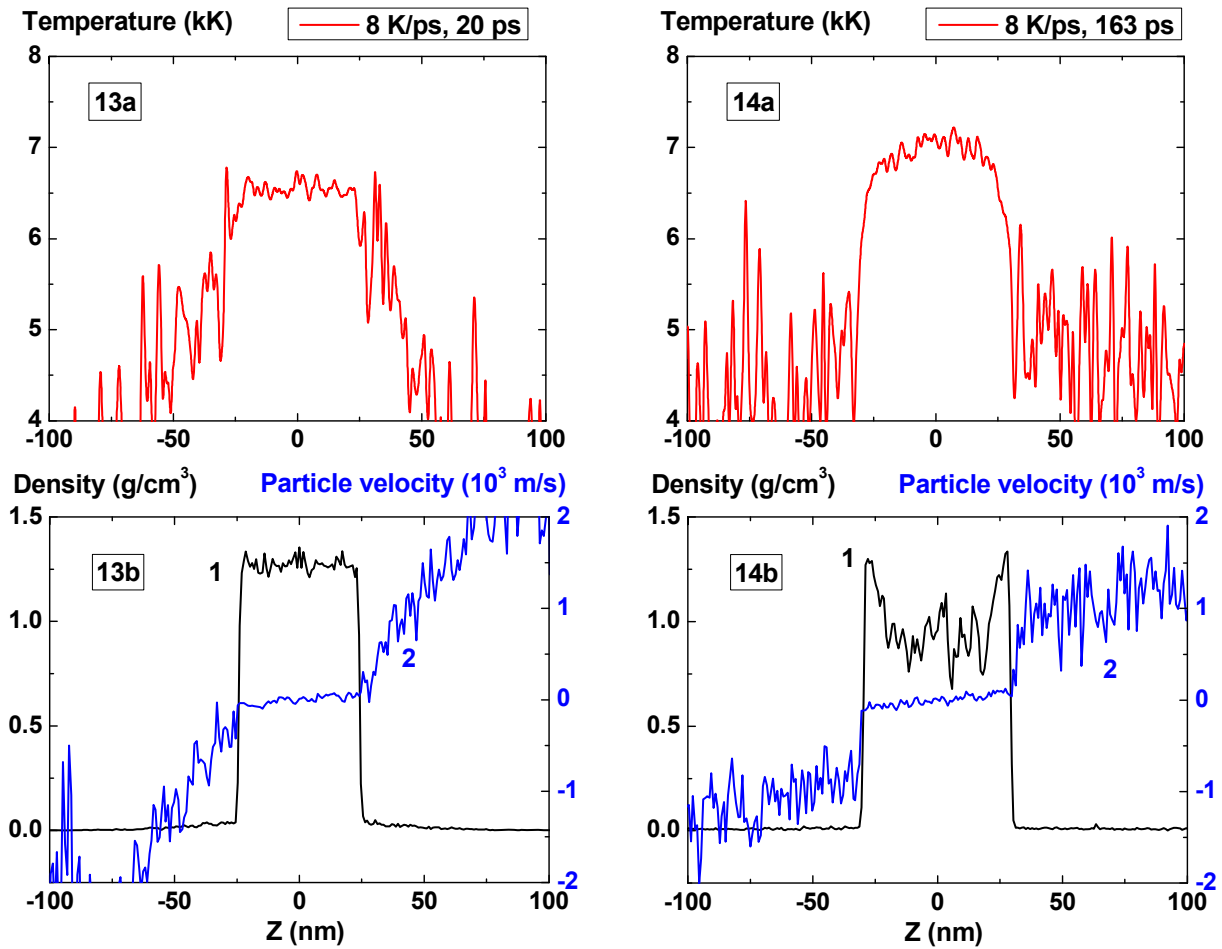 Temperature (kK)
8 K/ps, 20 ps
8
7
6
5
4
13a
-100 -50 0 50 100
Temperature (kK)
8 K/ps, 163 ps
8
7
6
5
4
14a
-100 -50 0 50 100
Density (g/cm³)
Particle velocity (10³ m/s)
1.5
1.0
0.5
0.0
13b
1
2
2
1
0
-1
-2
-100 -50 0 50 100
Z (nm)
Density (g/cm³)
Particle velocity (10³ m/s)
1.5
1.0
0.5
0.0
14b
1
2
2
1
0
-1
-2
-100 -50 0 50 100
Z (nm)